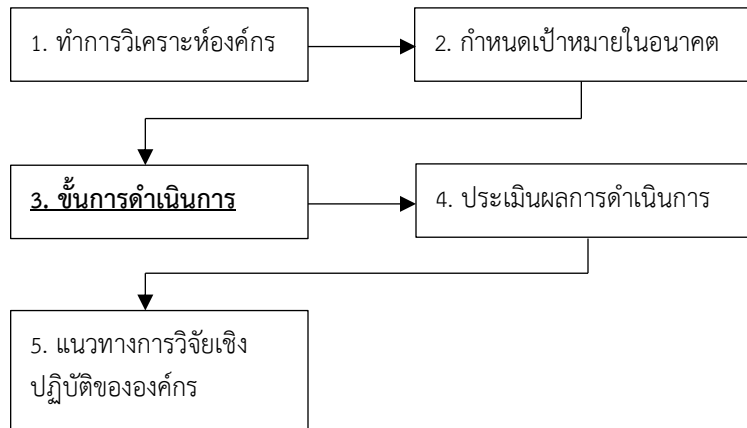 1. ทำการวิเคราะห์องค์กร
2. กำหนดเป้าหมายในอนาคต
3. ขั้นการดำเนินการ
4. ประเมินผลการดำเนินการ
5. แนวทางการวิจัยเชิง
ปฏิบัติขององค์กร